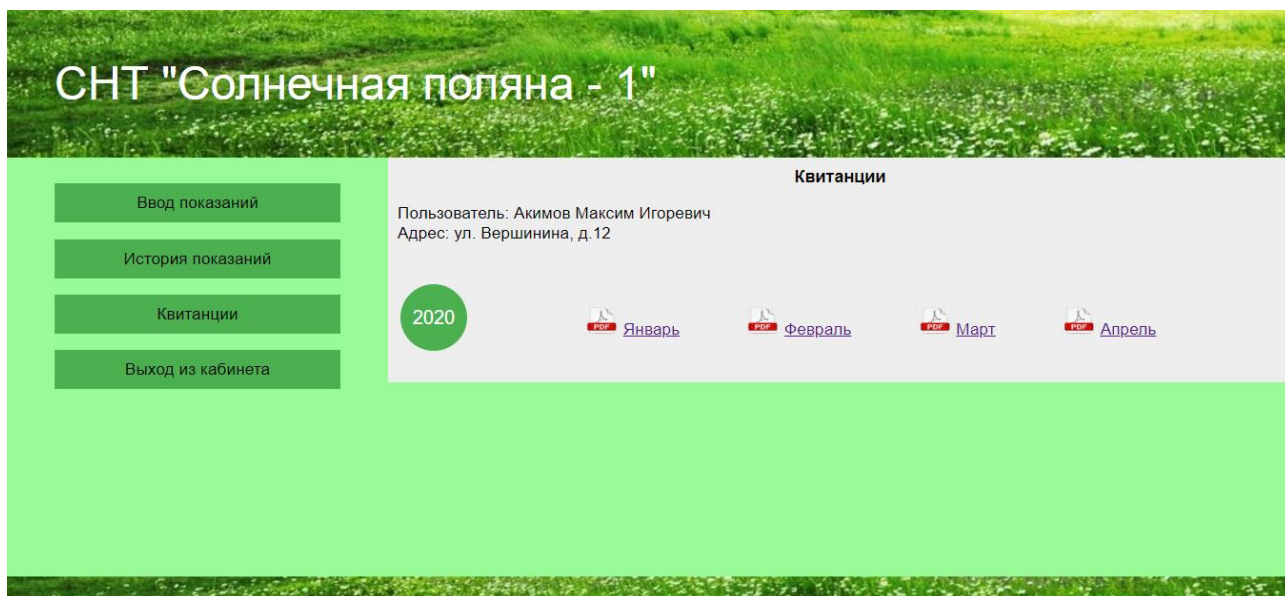 СНТ "Солнечная поляна - 1"
Ввод показаний
История показаний
Квитанции
Выход из кабинета
Квитанции
Пользователь: Акимов Максим Игоревич
Адрес: ул. Вершинина, д.12
2020
PDF Январь PDF Февраль PDF Март PDF Апрель